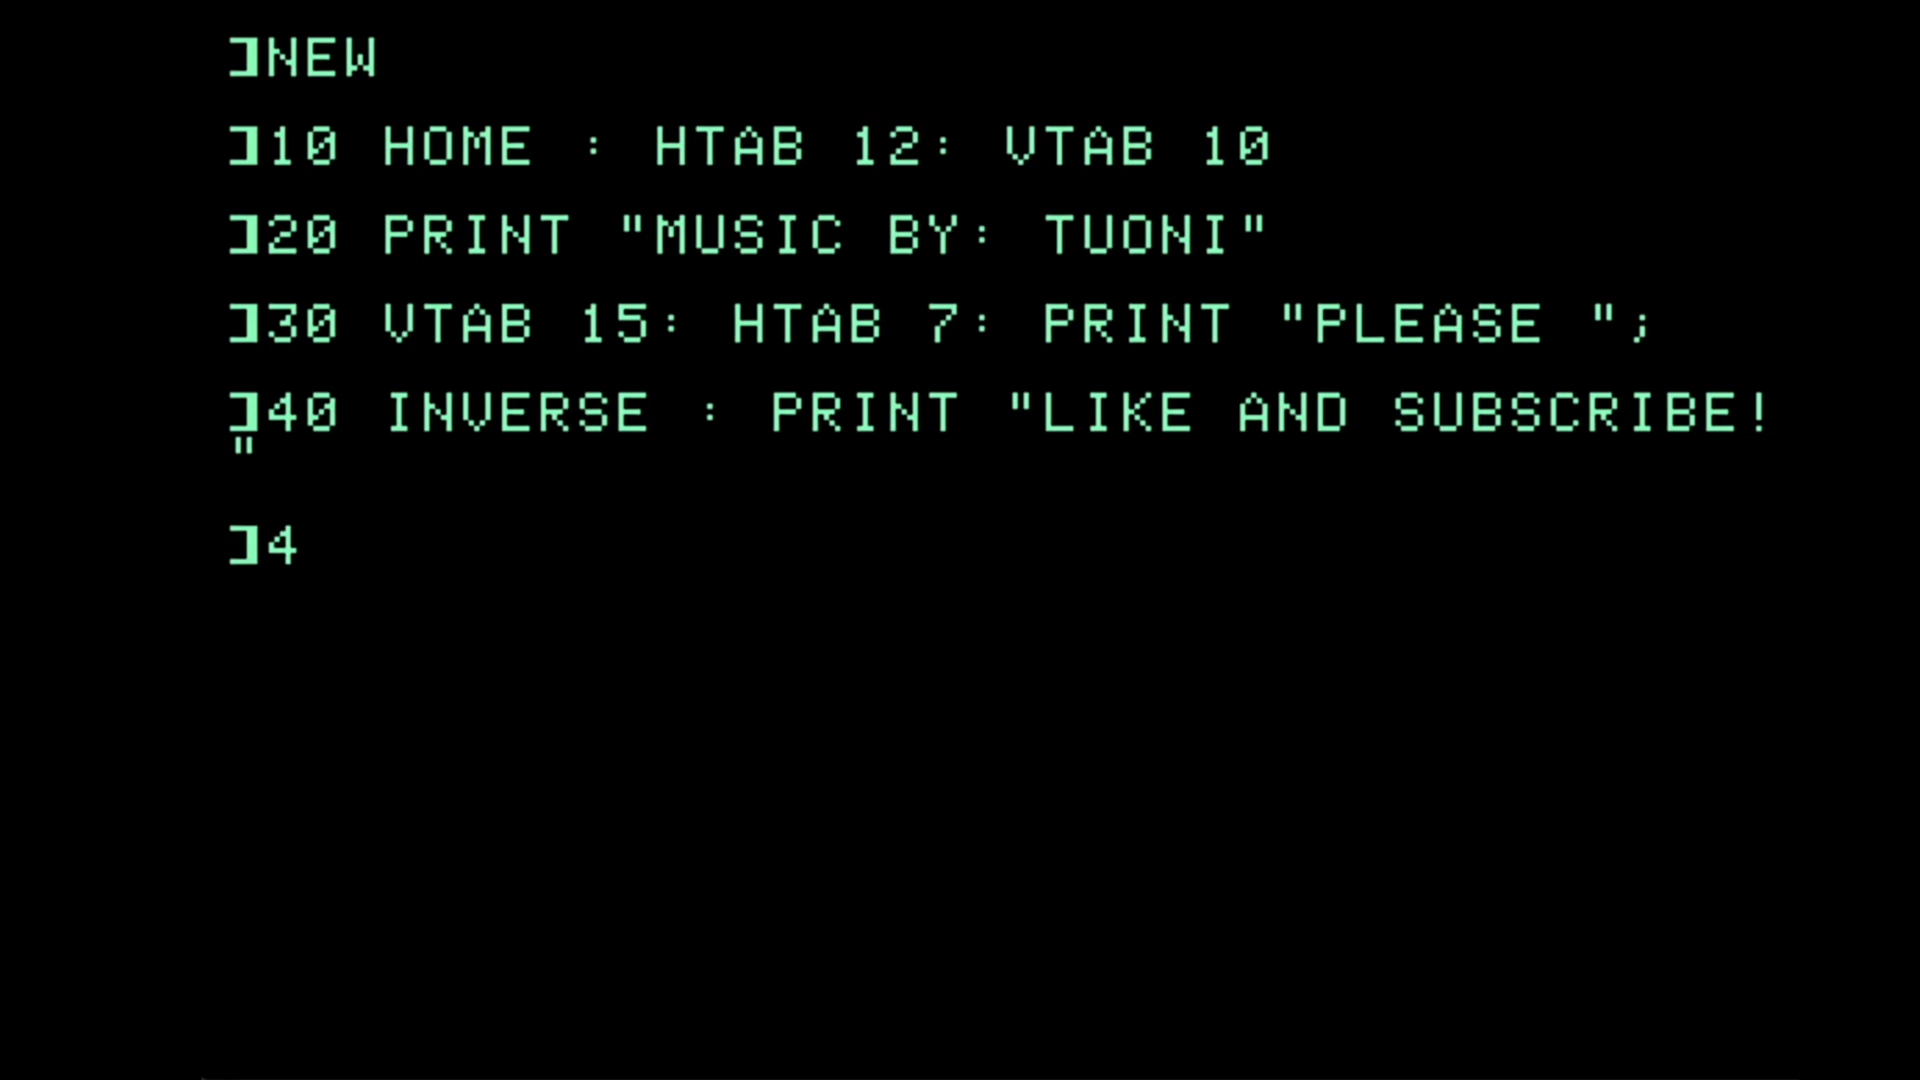 ]NEW
]10 HOME : HTAB 12: VTAB 10
]20 PRINT "MUSIC BY: TUONI"
]30 VTAB 15: HTAB 7: PRINT "PLEASE ";
]40 INVERSE : PRINT "LIKE AND SUBSCRIBE!
"
]4